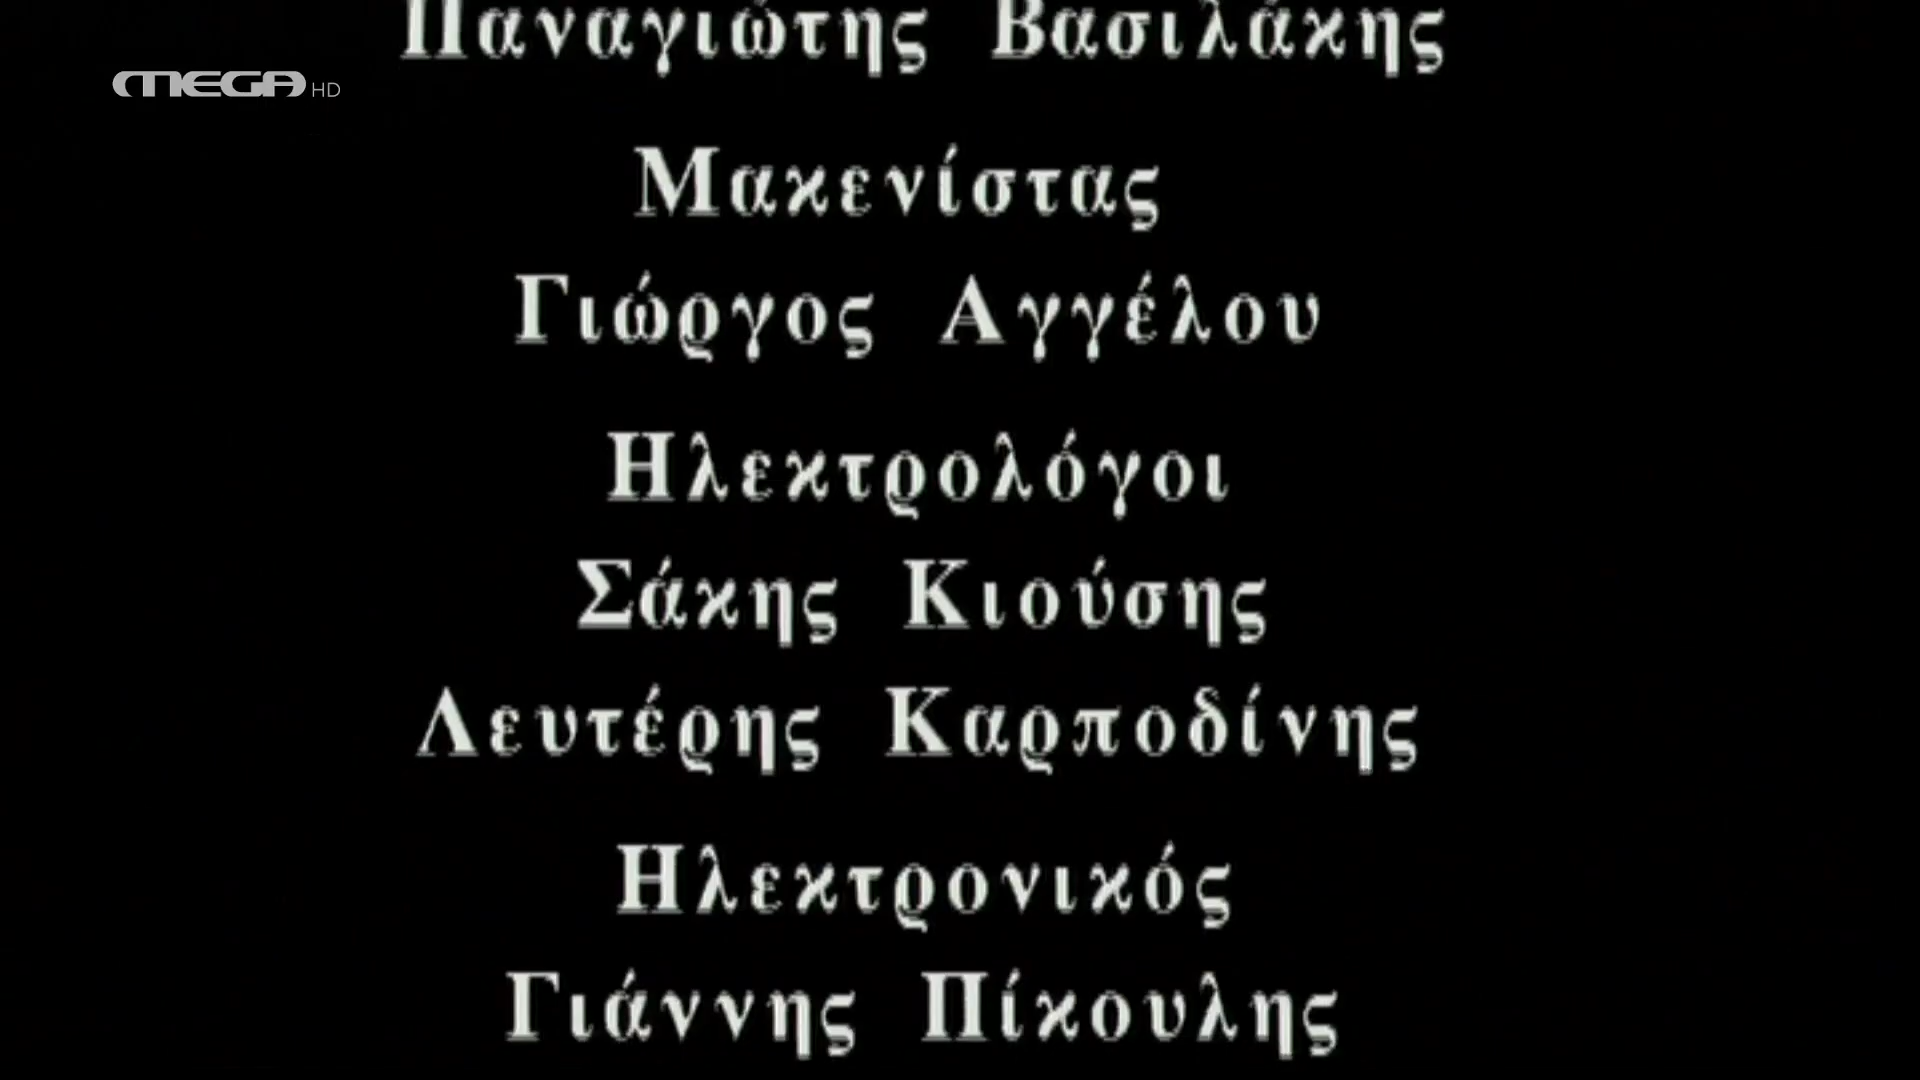 Παναγιώτης Βασιλάκης
MEGA HD
Μακενίστας
Γιώργος Αγγέλου
Ηλεκτρολόγοι
Σάκης Κιούσης
Λευτέρης Καρποδίνης
Ηλεκτρονικός
Γιάννης Πίκουλης